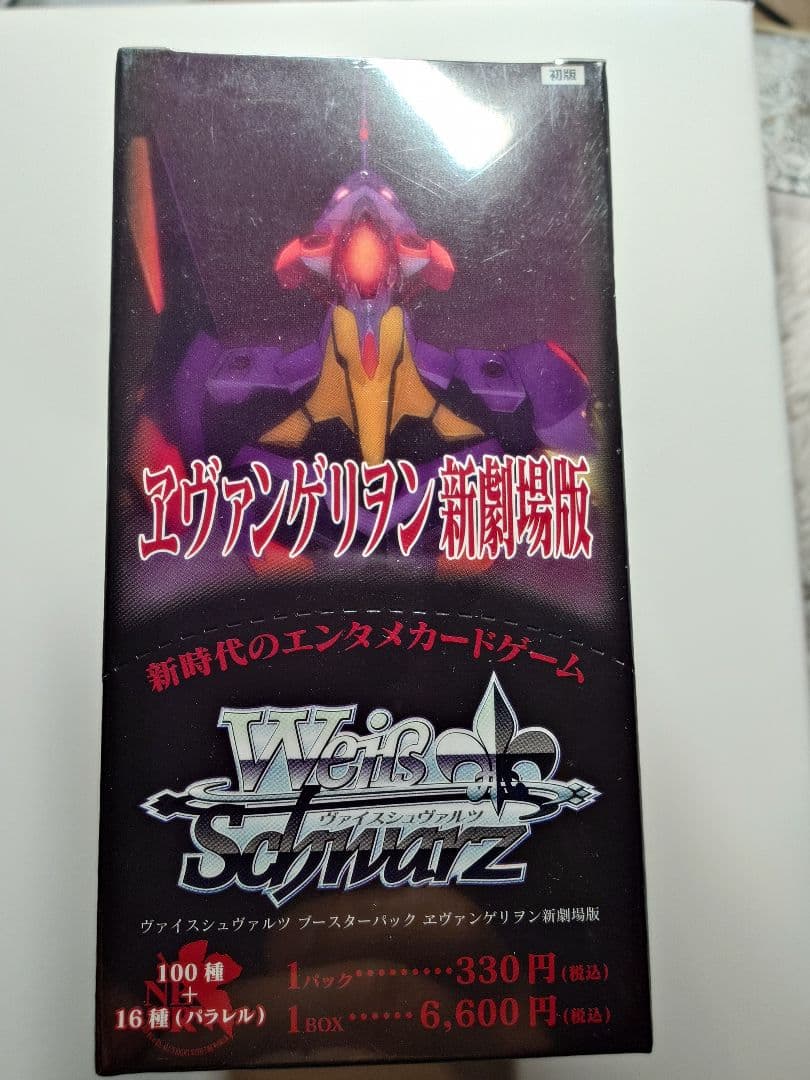 初版
ヱヴァンゲリヲン 新劇場版
新時代のエンタメカードゲーム
Weiß
ヴァイスシュヴァルツ
Schwarz
ヴァイスシュヴァルツ ブースターパック ヱヴァンゲリヲン新劇場版
100種
+
16種(パラレル)
1パック………330円(税込)
1BOX……6,600円(税込)